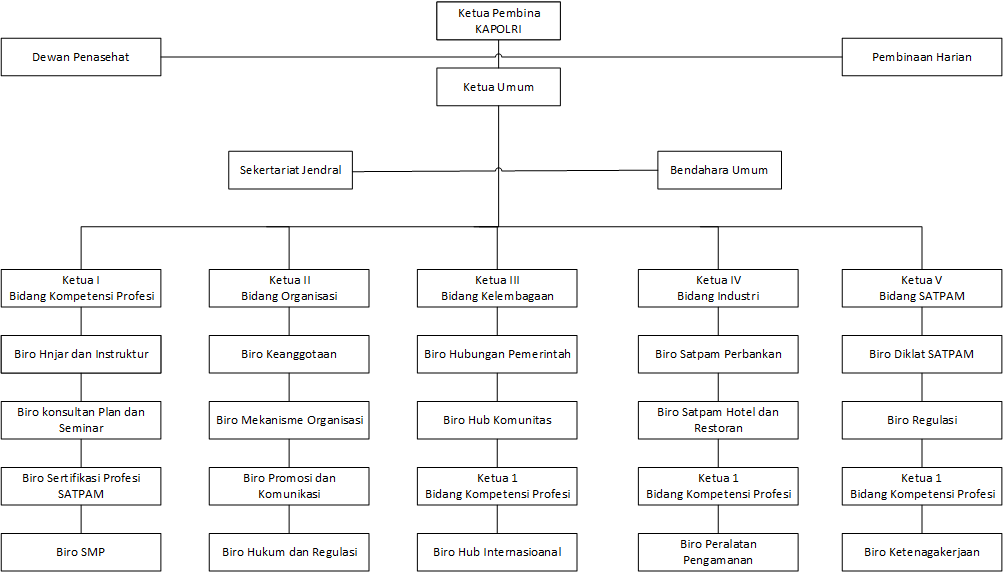 Ketua Pembina
KAPOLRI
Dewan Penasehat
Pembinaan Harian
Ketua Umum
Sekertariat Jendral
Bendahara Umum
Ketua I
Bidang Kompetensi Profesi
Ketua II
Bidang Organisasi
Ketua III
Bidang Kelembagaan
Ketua IV
Bidang Industri
Ketua V
Bidang SATPAM
Biro Hnjar dan Instruktur
Biro Keanggotaan
Biro Hubungan Pemerintah
Biro Satpam Perbankan
Biro Diklat SATPAM
Biro konsultan Plan dan
Seminar
Biro Mekanisme Organisasi
Biro Hub Komunitas
Biro Satpam Hotel dan
Restoran
Biro Regulasi
Biro Sertifikasi Profesi
SATPAM
Biro Promosi dan
Komunikasi
Ketua 1
Bidang Kompetensi Profesi
Ketua 1
Bidang Kompetensi Profesi
Ketua 1
Bidang Kompetensi Profesi
Biro SMP
Biro Hukum dan Regulasi
Biro Hub Internasioanal
Biro Peralatan
Pengamanan
Biro Ketenagakerjaan